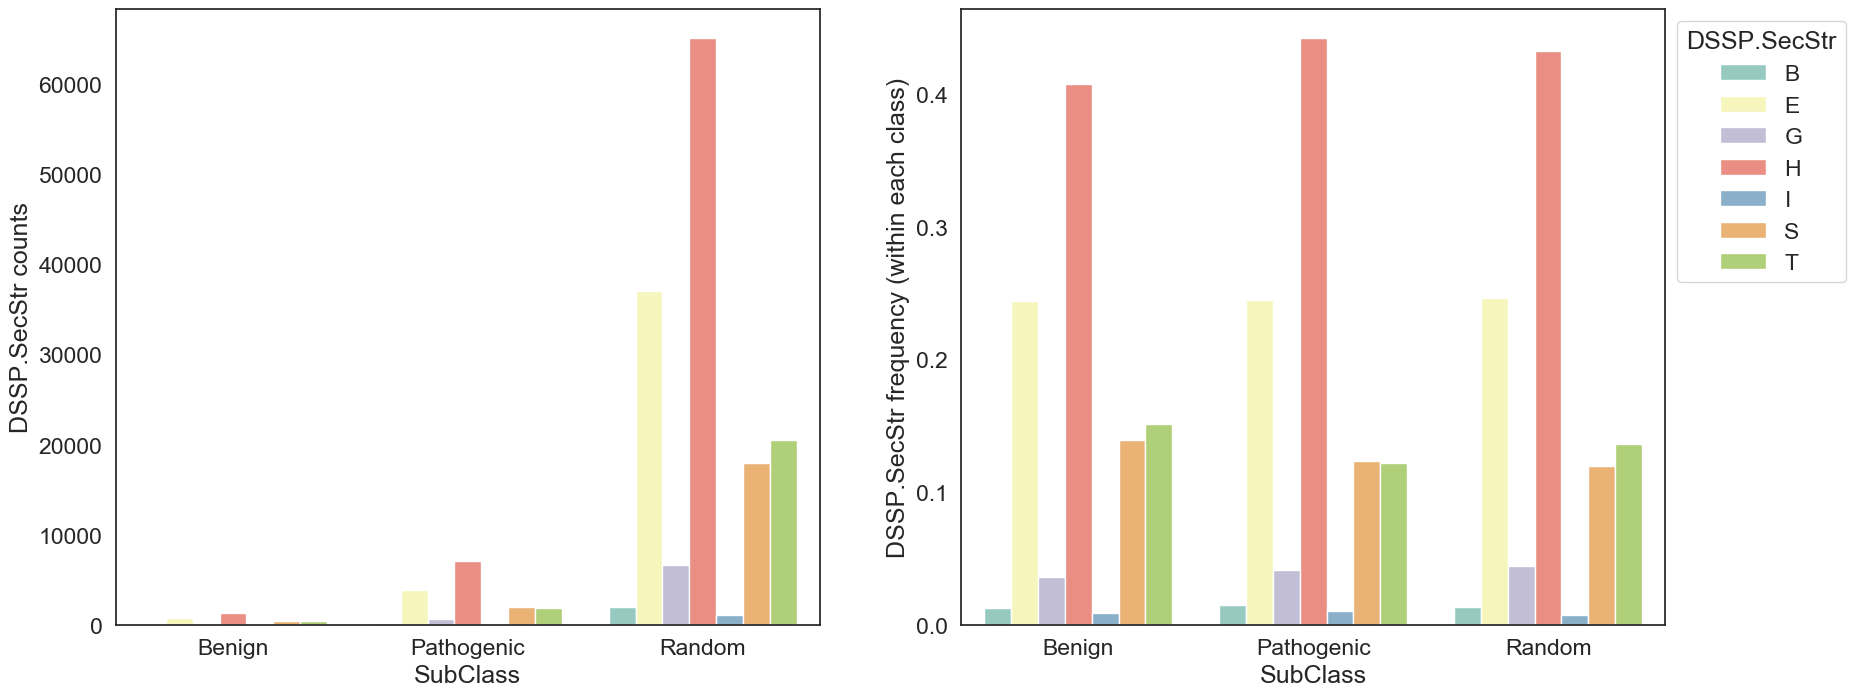 DSSP.SecStr counts
60000
50000
40000
30000
20000
10000
0
Benign Pathogenic Random
SubClass
DSSP.SecStr frequency (within each class)
0.4
0.3
0.2
0.1
0.0
Benign Pathogenic Random
SubClass
DSSP.SecStr
B
E
G
H
I
S
T